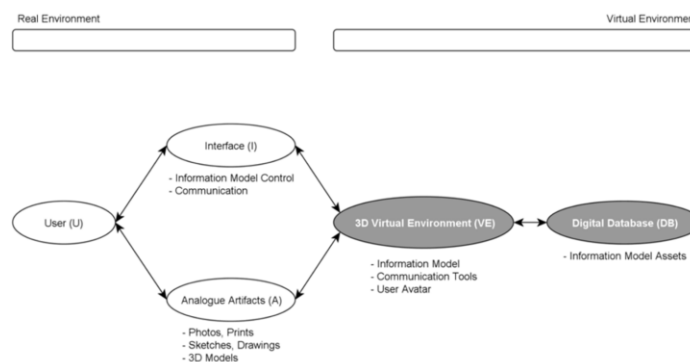 Real Environment
Virtual Environment
Interface (I)
- Information Model Control
- Communication
User (U)
3D Virtual Environment (VE)
Digital Database (DB)
- Information Model
- Communication Tools
- User Avatar
- Information Model Assets
Analogue Artifacts (A)
- Photos, Prints
- Sketches, Drawings
- 3D Models